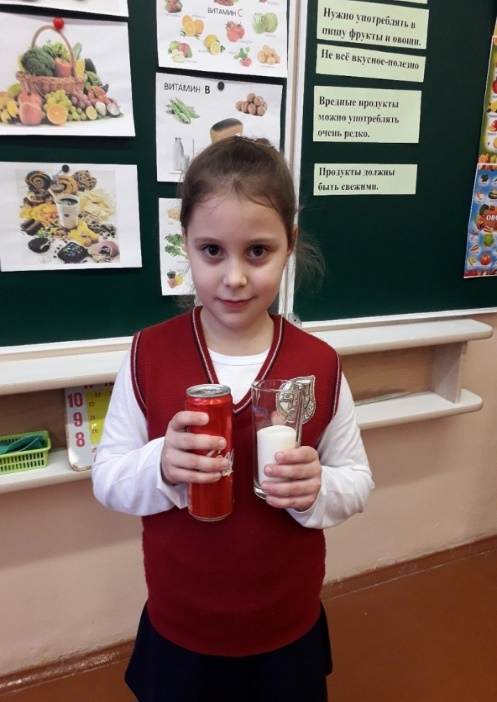 ВИТАМИН С
ВИТАМИН В
Нужно употреблять в
пищу фрукты и овощи.
Не всё вкусное-полезно
Вредные продукты
можно употреблять
очень редко.
Продукты должны
быть свежими.
10
9
8